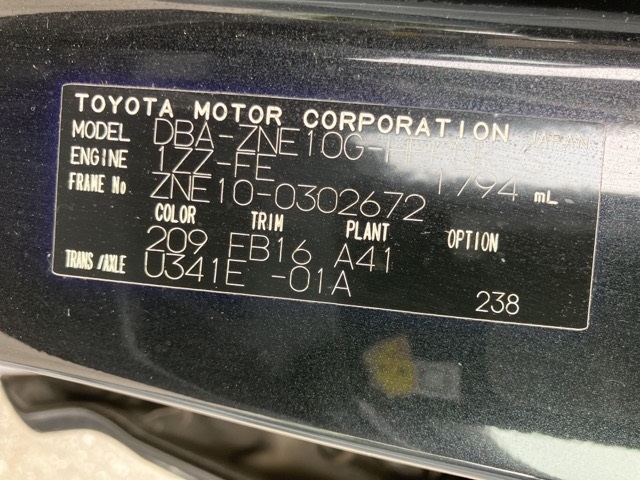 TOYOTA MOTOR CORPORATION JAPAN
MODEL DBA-ZNE10G-
ENGINE 1ZZ-FE 1794 mL
FRAME No ZNE10-0302672
COLOR TRIM PLANT OPTION
209 FB16 A41
TRANS/AXLE U341E -01A
238